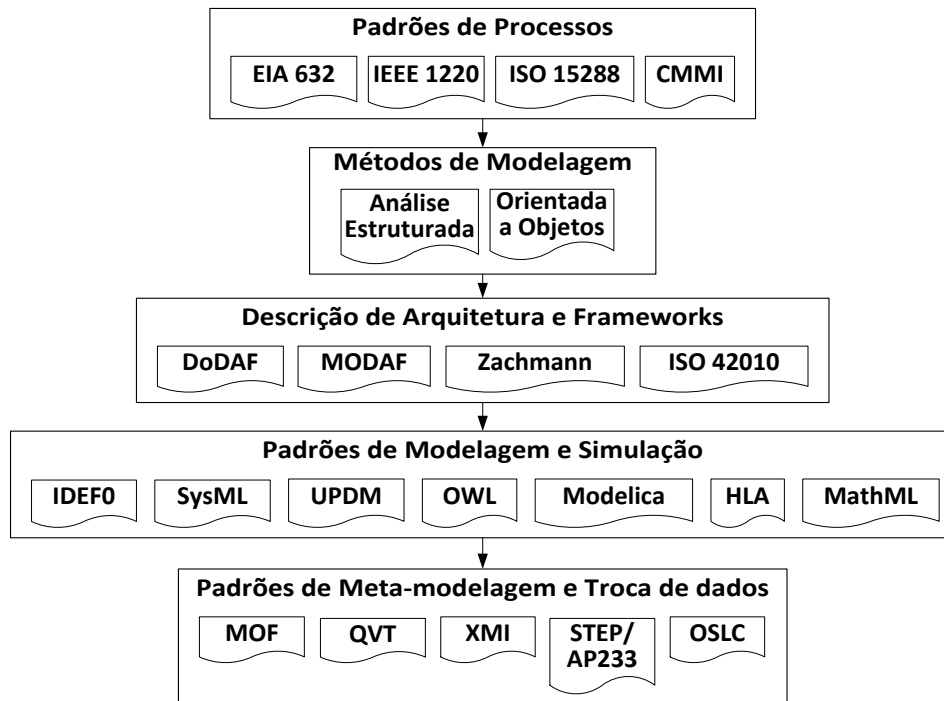 Padrões de Processos
EIA 632 IEEE 1220 ISO 15288 CMMI
Métodos de Modelagem
Análise
Estruturada
Orientada
a Objetos
Descrição de Arquitetura e Frameworks
DoDAF MODAF Zachmann ISO 42010
Padrões de Modelagem e Simulação
IDEF0 SysML UPDM OWL Modelica HLA MathML
Padrões de Meta-modelagem e Troca de dados
MOF QVT XMI STEP/
AP233
OSLC